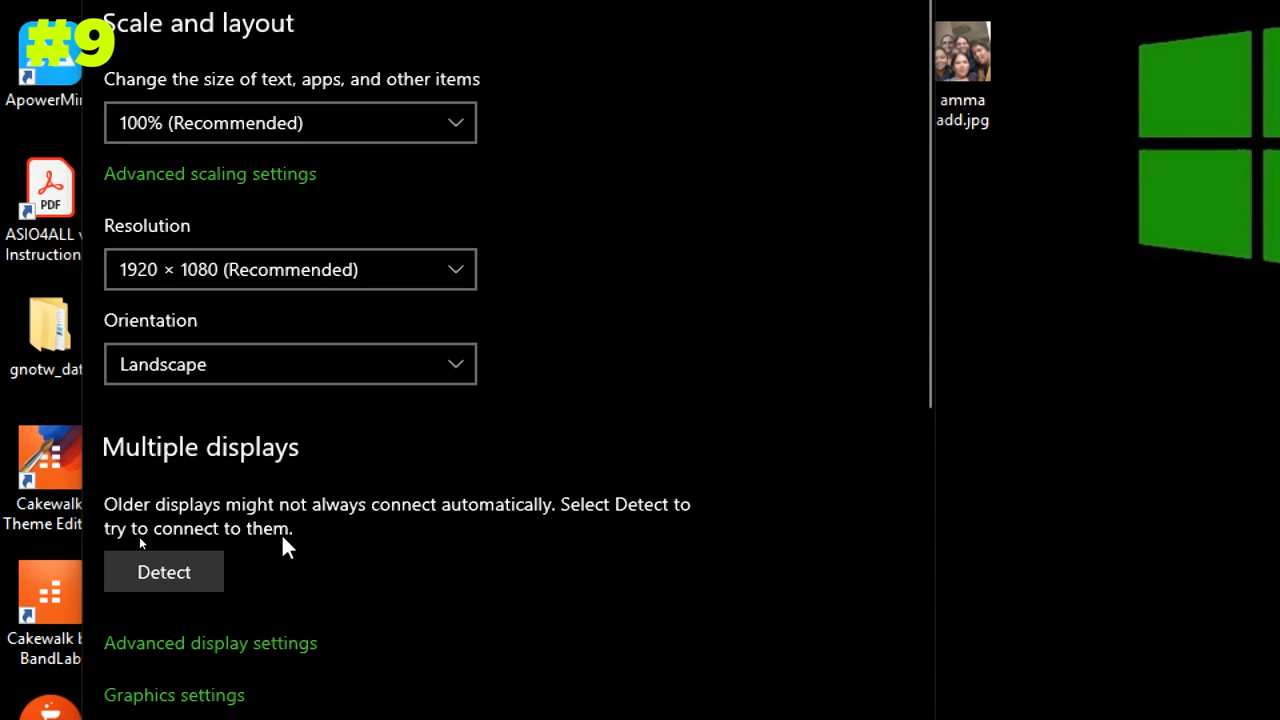 #9
ApowerMi
PDF
ASIO4ALL v
Instruction
gnotw_dat
Cakewalk
Theme Edit
Cakewalk b
BandLab
Scale and layout
Change the size of text, apps, and other items
100% (Recommended)
Advanced scaling settings
Resolution
1920 × 1080 (Recommended)
Orientation
Landscape
Multiple displays
Older displays might not always connect automatically. Select Detect to
try to connect to them.
Detect
Advanced display settings
Graphics settings
amma
add.jpg